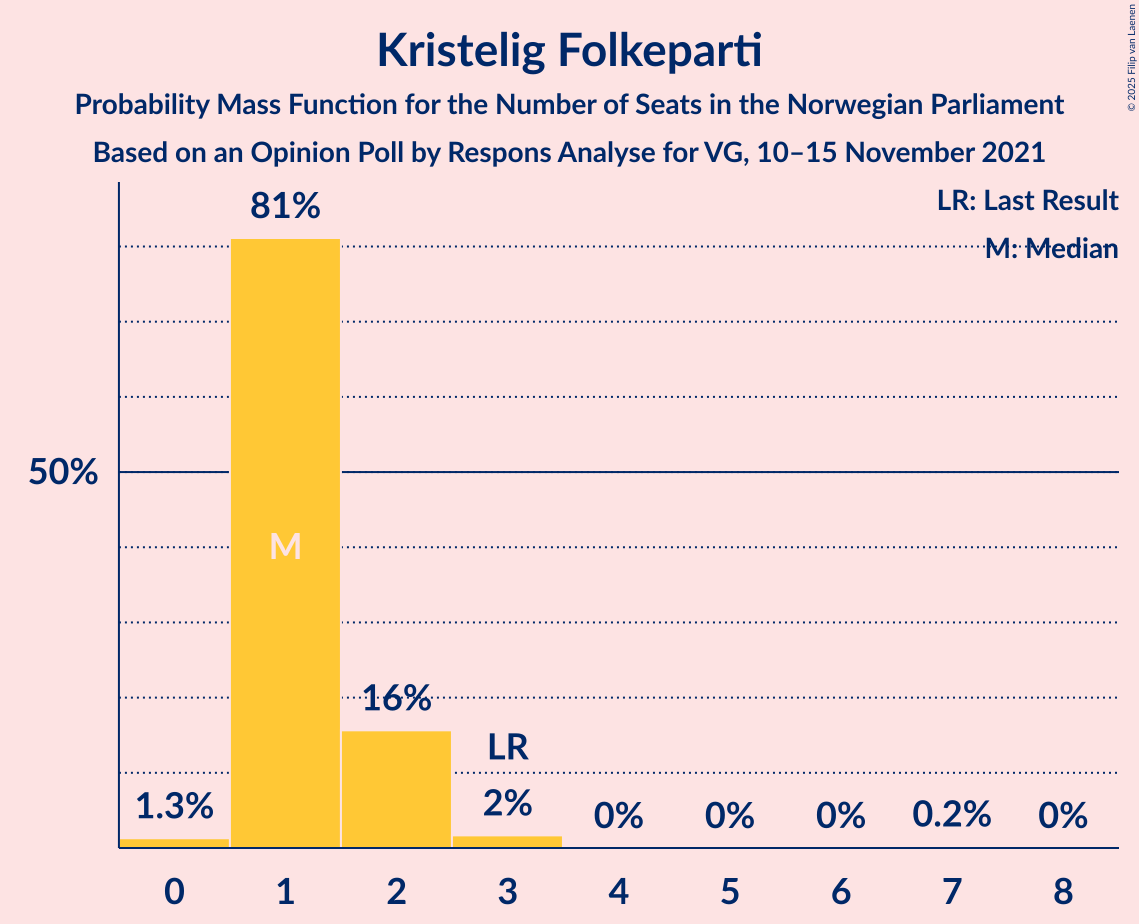 Kristelig Folkeparti
Probability Mass Function for the Number of Seats in the Norwegian Parliament
Based on an Opinion Poll by Respons Analyse for VG, 10–15 November 2021
© 2025 Filip van Laenen
LR: Last Result
M: Median
81%
50%
M
16%
LR
1.3%
2%
0%
0%
0%
0.2%
0%
0 1 2 3 4 5 6 7 8